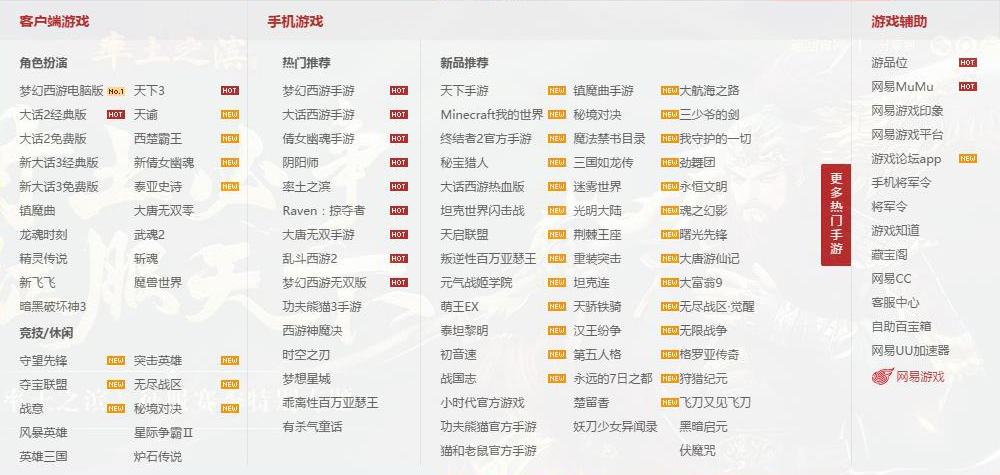 客户端游戏
角色扮演
梦幻西游电脑版 No.1 天下3 HOT
大话2经典版 HOT 天谕 NEW
大话2免费版 西楚霸王 NEW
新大话3经典版 新倩女幽魂 NEW
新大话3免费版 泰亚史诗 NEW
镇魔曲 大唐无双零
龙魂时刻 武魂2
精灵传说 斩魂
新飞飞 魔兽世界
暗黑破坏神3
竞技/休闲
守望先锋 NEW 突击英雄 NEW
夺宝联盟 NEW 无尽战区 NEW
战意 NEW 秘境对决 NEW
风暴英雄 星际争霸Ⅱ
英雄三国 炉石传说
手机游戏
热门推荐
梦幻西游手游 HOT
大话西游手游 HOT
倩女幽魂手游 HOT
阴阳师 HOT
率土之滨 HOT
Raven：掠夺者 HOT
大唐无双手游 HOT
乱斗西游2 HOT
梦幻西游无双版 HOT
功夫熊猫3手游
西游神魔决
时空之刃
梦想星城
乖离性百万亚瑟王
有杀气童话
新品推荐
天下手游 NEW 镇魔曲手游 NEW 大航海之路
Minecraft我的世界 NEW 秘境对决 NEW 三少爷的剑
终结者2官方手游 NEW 魔法禁书目录 NEW 我守护的一切
秘宝猎人 NEW 三国如龙传 NEW 劲舞团
大话西游热血版 NEW 迷雾世界 NEW 永恒文明
坦克世界闪击战 NEW 光明大陆 NEW 魂之幻影
天启联盟 NEW 荆棘王座 NEW 曙光先锋
叛逆性百万亚瑟王 NEW 重装突击 NEW 大唐游仙记
元气战姬学院 NEW 坦克连 NEW 大富翁9
萌王EX NEW 天骄铁骑 NEW 无尽战区·觉醒
泰坦黎明 NEW 汉王纷争 NEW 无限战争
初音速 NEW 第五人格 NEW 格罗亚传奇
战国志 NEW 永远的7日之都 NEW 狩猎纪元
小时代官方游戏 楚留香 NEW 飞刀又见飞刀
功夫熊猫官方手游 妖刀少女异闻录 黑暗启元
猫和老鼠官方手游 伏魔咒
更多热门手游
游戏辅助
游品位 HOT
网易MuMu HOT
网易游戏印象
网易游戏平台
游戏论坛app NEW
手机将军令
将军令
游戏知道
藏宝阁
网易CC
客服中心
自助百宝箱
网易UU加速器
网易游戏